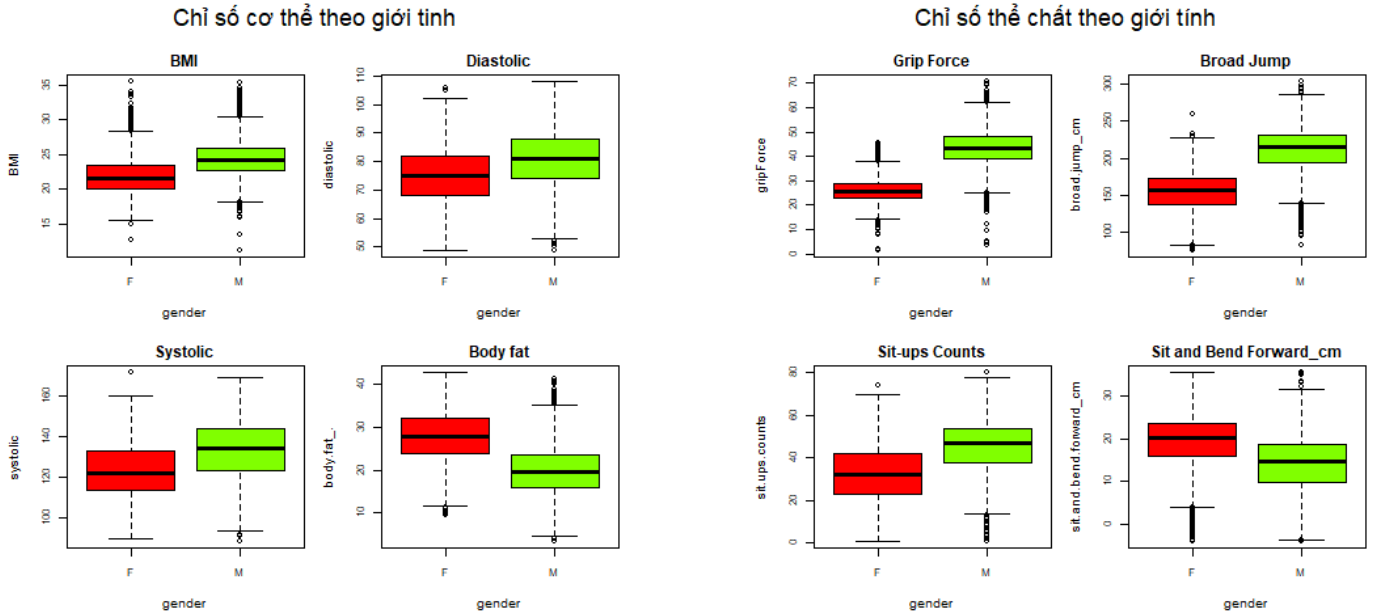 Chỉ số cơ thể theo giới tinh
BMI
BMI
35
30
25
20
15
F
M
gender
Diastolic
diastolic
110
100
90
80
70
60
50
F
M
gender
Systolic
systolic
160
140
120
100
F
M
gender
Body fat
body.fat_.
40
30
20
10
F
M
gender
Chỉ số thể chất theo giới tính
Grip Force
gripForce
70
60
50
40
30
20
10
0
F
M
gender
Broad Jump
broad.jump_cm
300
250
200
150
100
F
M
gender
Sit-ups Counts
sit.ups.counts
80
60
40
20
0
F
M
gender
Sit and Bend Forward_cm
sit.and.bend.forward_cm
30
20
10
0
F
M
gender